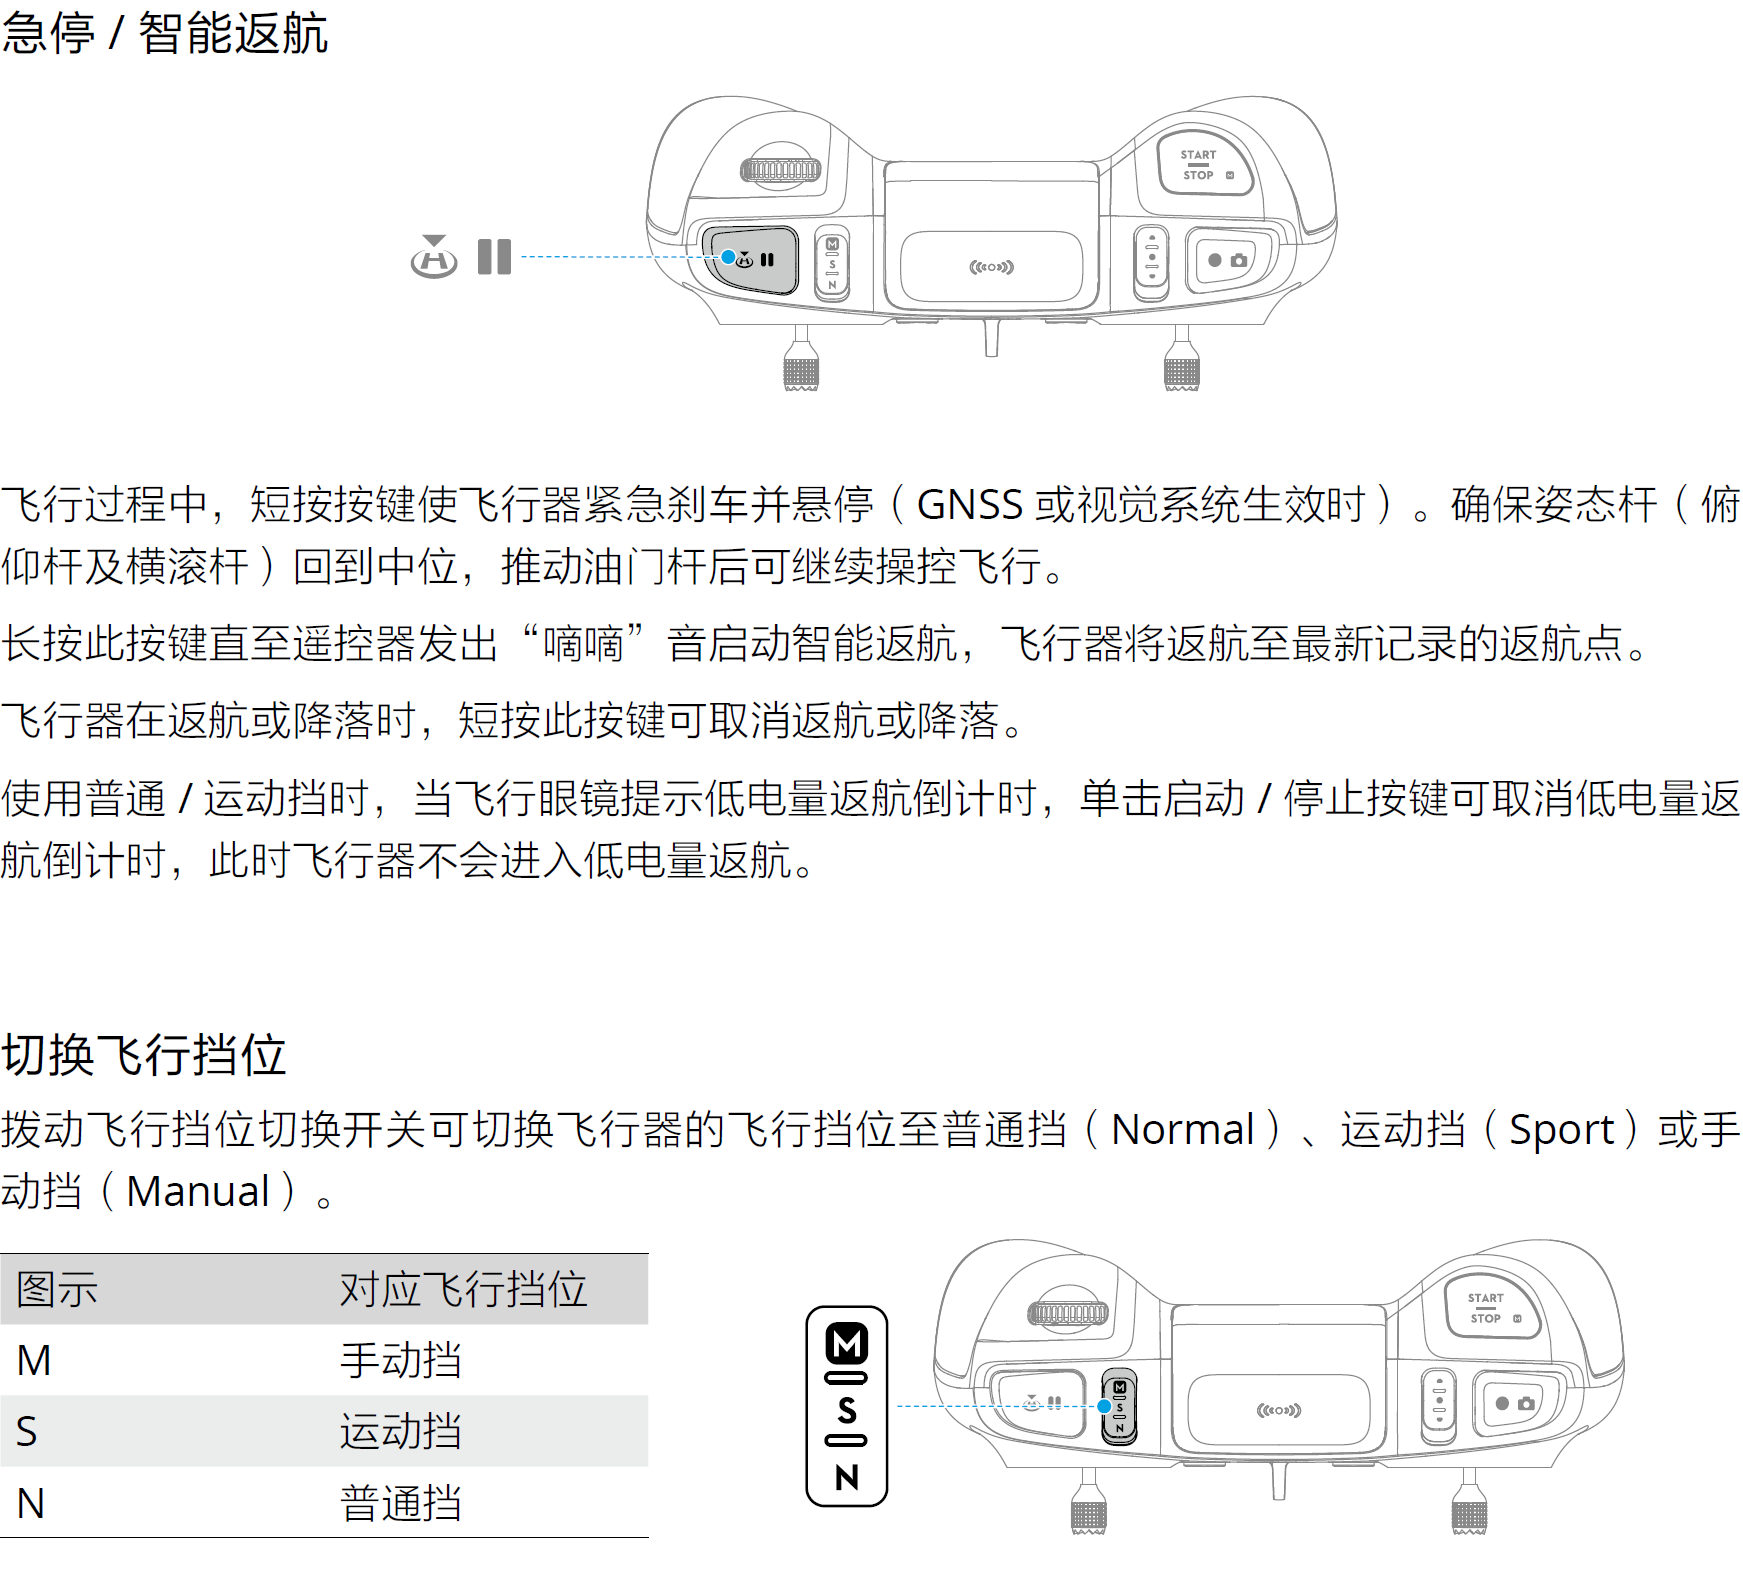 急停 / 智能返航
START
STOP M
M
S
N
飞行过程中，短按按键使飞行器紧急刹车并悬停（GNSS 或视觉系统生效时）。确保姿态杆（俯
仰杆及横滚杆）回到中位，推动油门杆后可继续操控飞行。
长按此按键直至遥控器发出“嘀嘀”音启动智能返航，飞行器将返航至最新记录的返航点。
飞行器在返航或降落时，短按此按键可取消返航或降落。
使用普通 / 运动挡时，当飞行眼镜提示低电量返航倒计时，单击启动 / 停止按键可取消低电量返
航倒计时，此时飞行器不会进入低电量返航。
切换飞行挡位
拨动飞行挡位切换开关可切换飞行器的飞行挡位至普通挡（Normal）、运动挡（Sport）或手
动挡（Manual）。
图示 对应飞行挡位
M 手动挡
S 运动挡
N 普通挡
M
S
N
START
STOP M
M
S
N